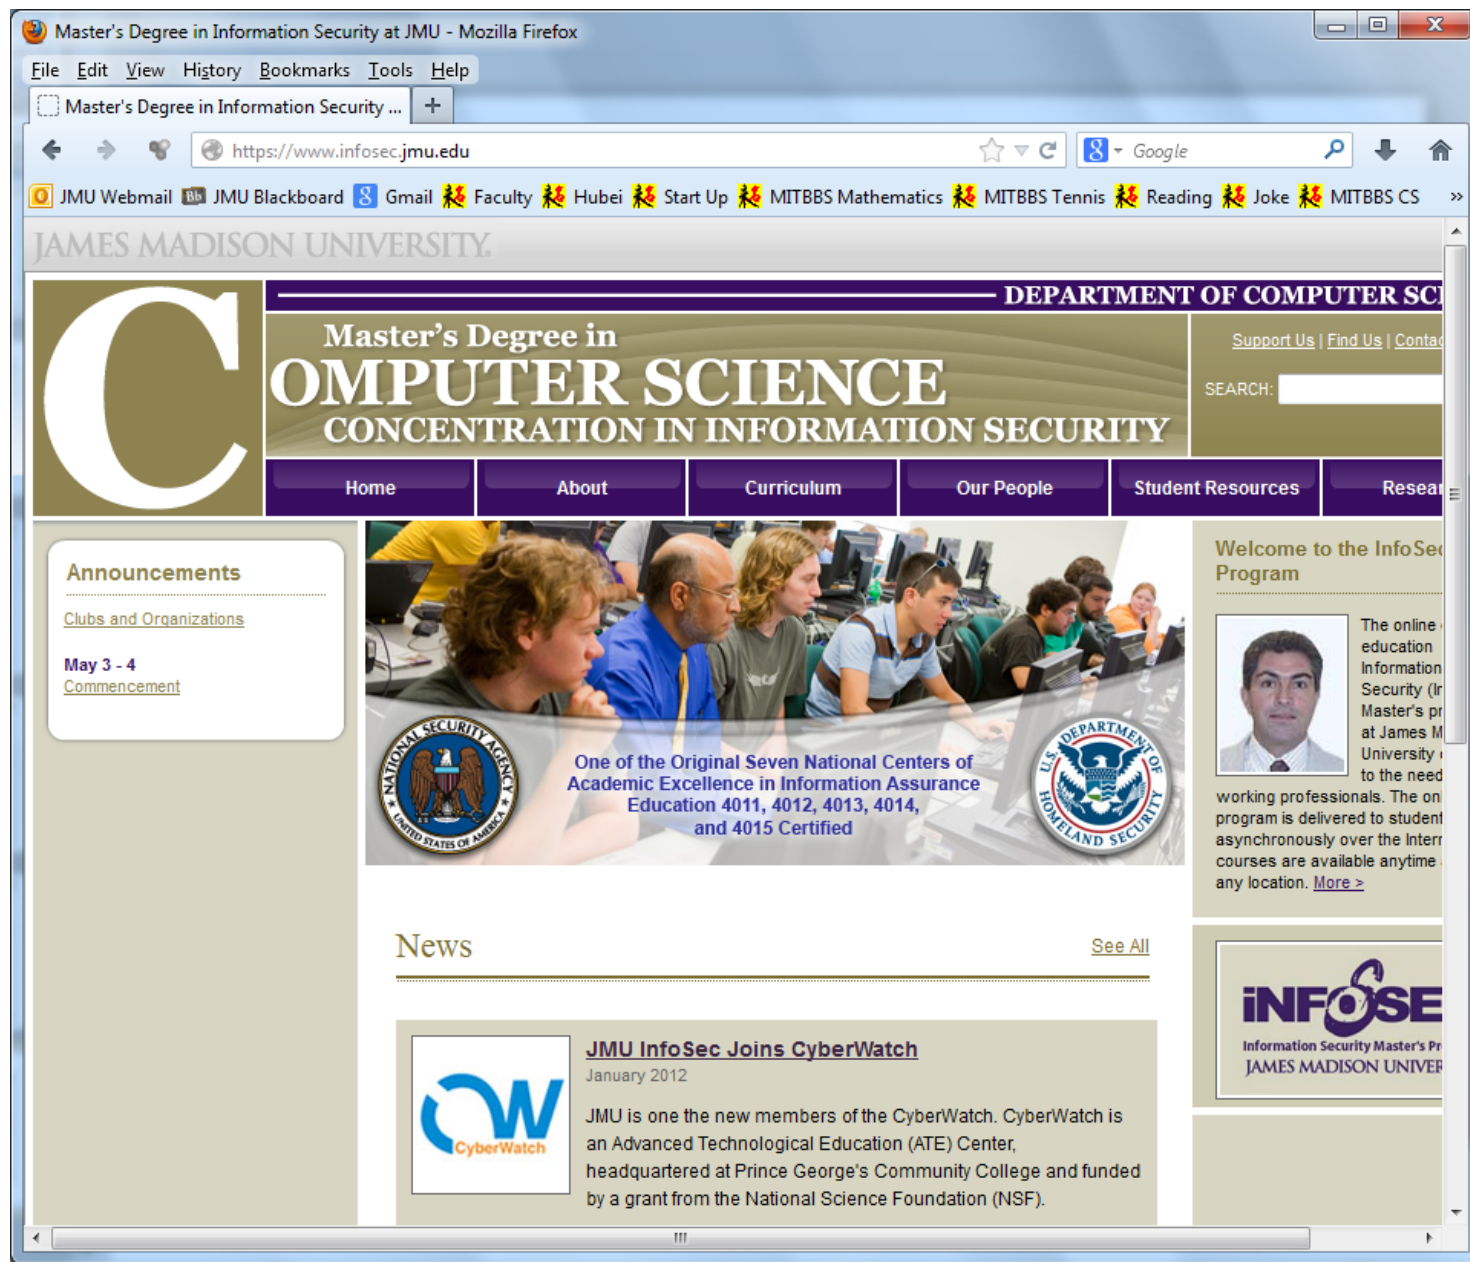 Master's Degree in Information Security at JMU - Mozilla Firefox
File Edit View History Bookmarks Tools Help
Master's Degree in Information Security ... +
https://www.infosec.jmu.edu
8 Google
JMU Webmail Bb JMU Blackboard 8 Gmail Faculty Hubei Start Up MITBBS Mathematics MITBBS Tennis Reading Joke MITBBS CS »
JAMES MADISON UNIVERSITY.
DEPARTMENT OF COMPUTER SCI
C
Master's Degree in
OMPUTER SCIENCE
CONCENTRATION IN INFORMATION SECURITY
Support Us | Find Us | Contac
SEARCH:
Home About Curriculum Our People Student Resources Resear
Announcements
Clubs and Organizations
May 3 - 4
Commencement
NATIONAL SECURITY AGENCY
UNITED STATES OF AMERICA
One of the Original Seven National Centers of
Academic Excellence in Information Assurance
Education 4011, 4012, 4013, 4014,
and 4015 Certified
U.S. DEPARTMENT OF
HOMELAND SECURITY
Welcome to the InfoSec
Program
The online
education
Information
Security (In
Master's pr
at James M
University
to the need
working professionals. The onl
program is delivered to student
asynchronously over the Intern
courses are available anytime
any location. More >
News
See All
CW
CyberWatch
JMU InfoSec Joins CyberWatch
January 2012
JMU is one the new members of the CyberWatch. CyberWatch is
an Advanced Technological Education (ATE) Center,
headquartered at Prince George's Community College and funded
by a grant from the National Science Foundation (NSF).
iNFOSE
Information Security Master's Pr
JAMES MADISON UNIVER